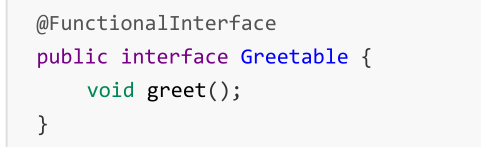 @FunctionalInterface
public interface Greetable {
    void greet();
}